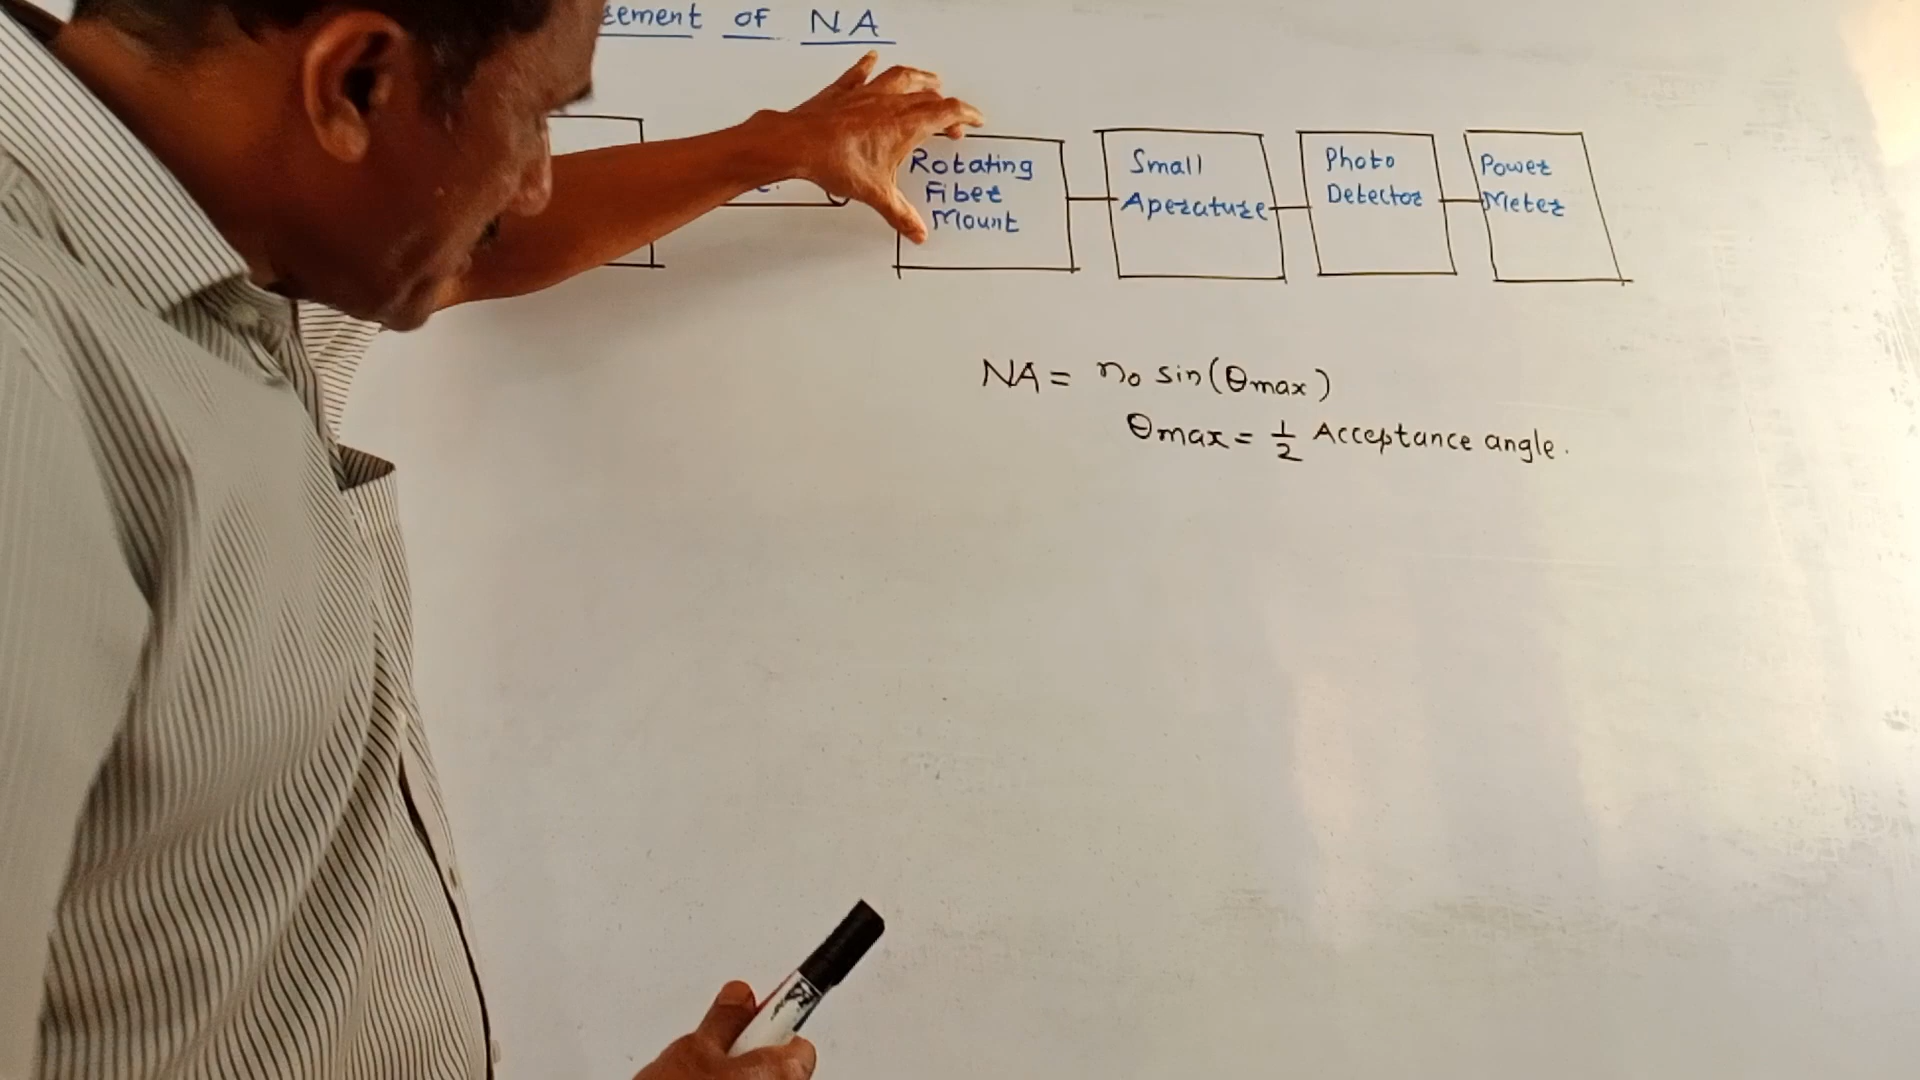 of NA
Rotating
Fiber
Mount
Small
Aperature
Photo
Detector
Power
Meter
NA = n0 sin(θmax)
θmax = 1/2 Acceptance angle.